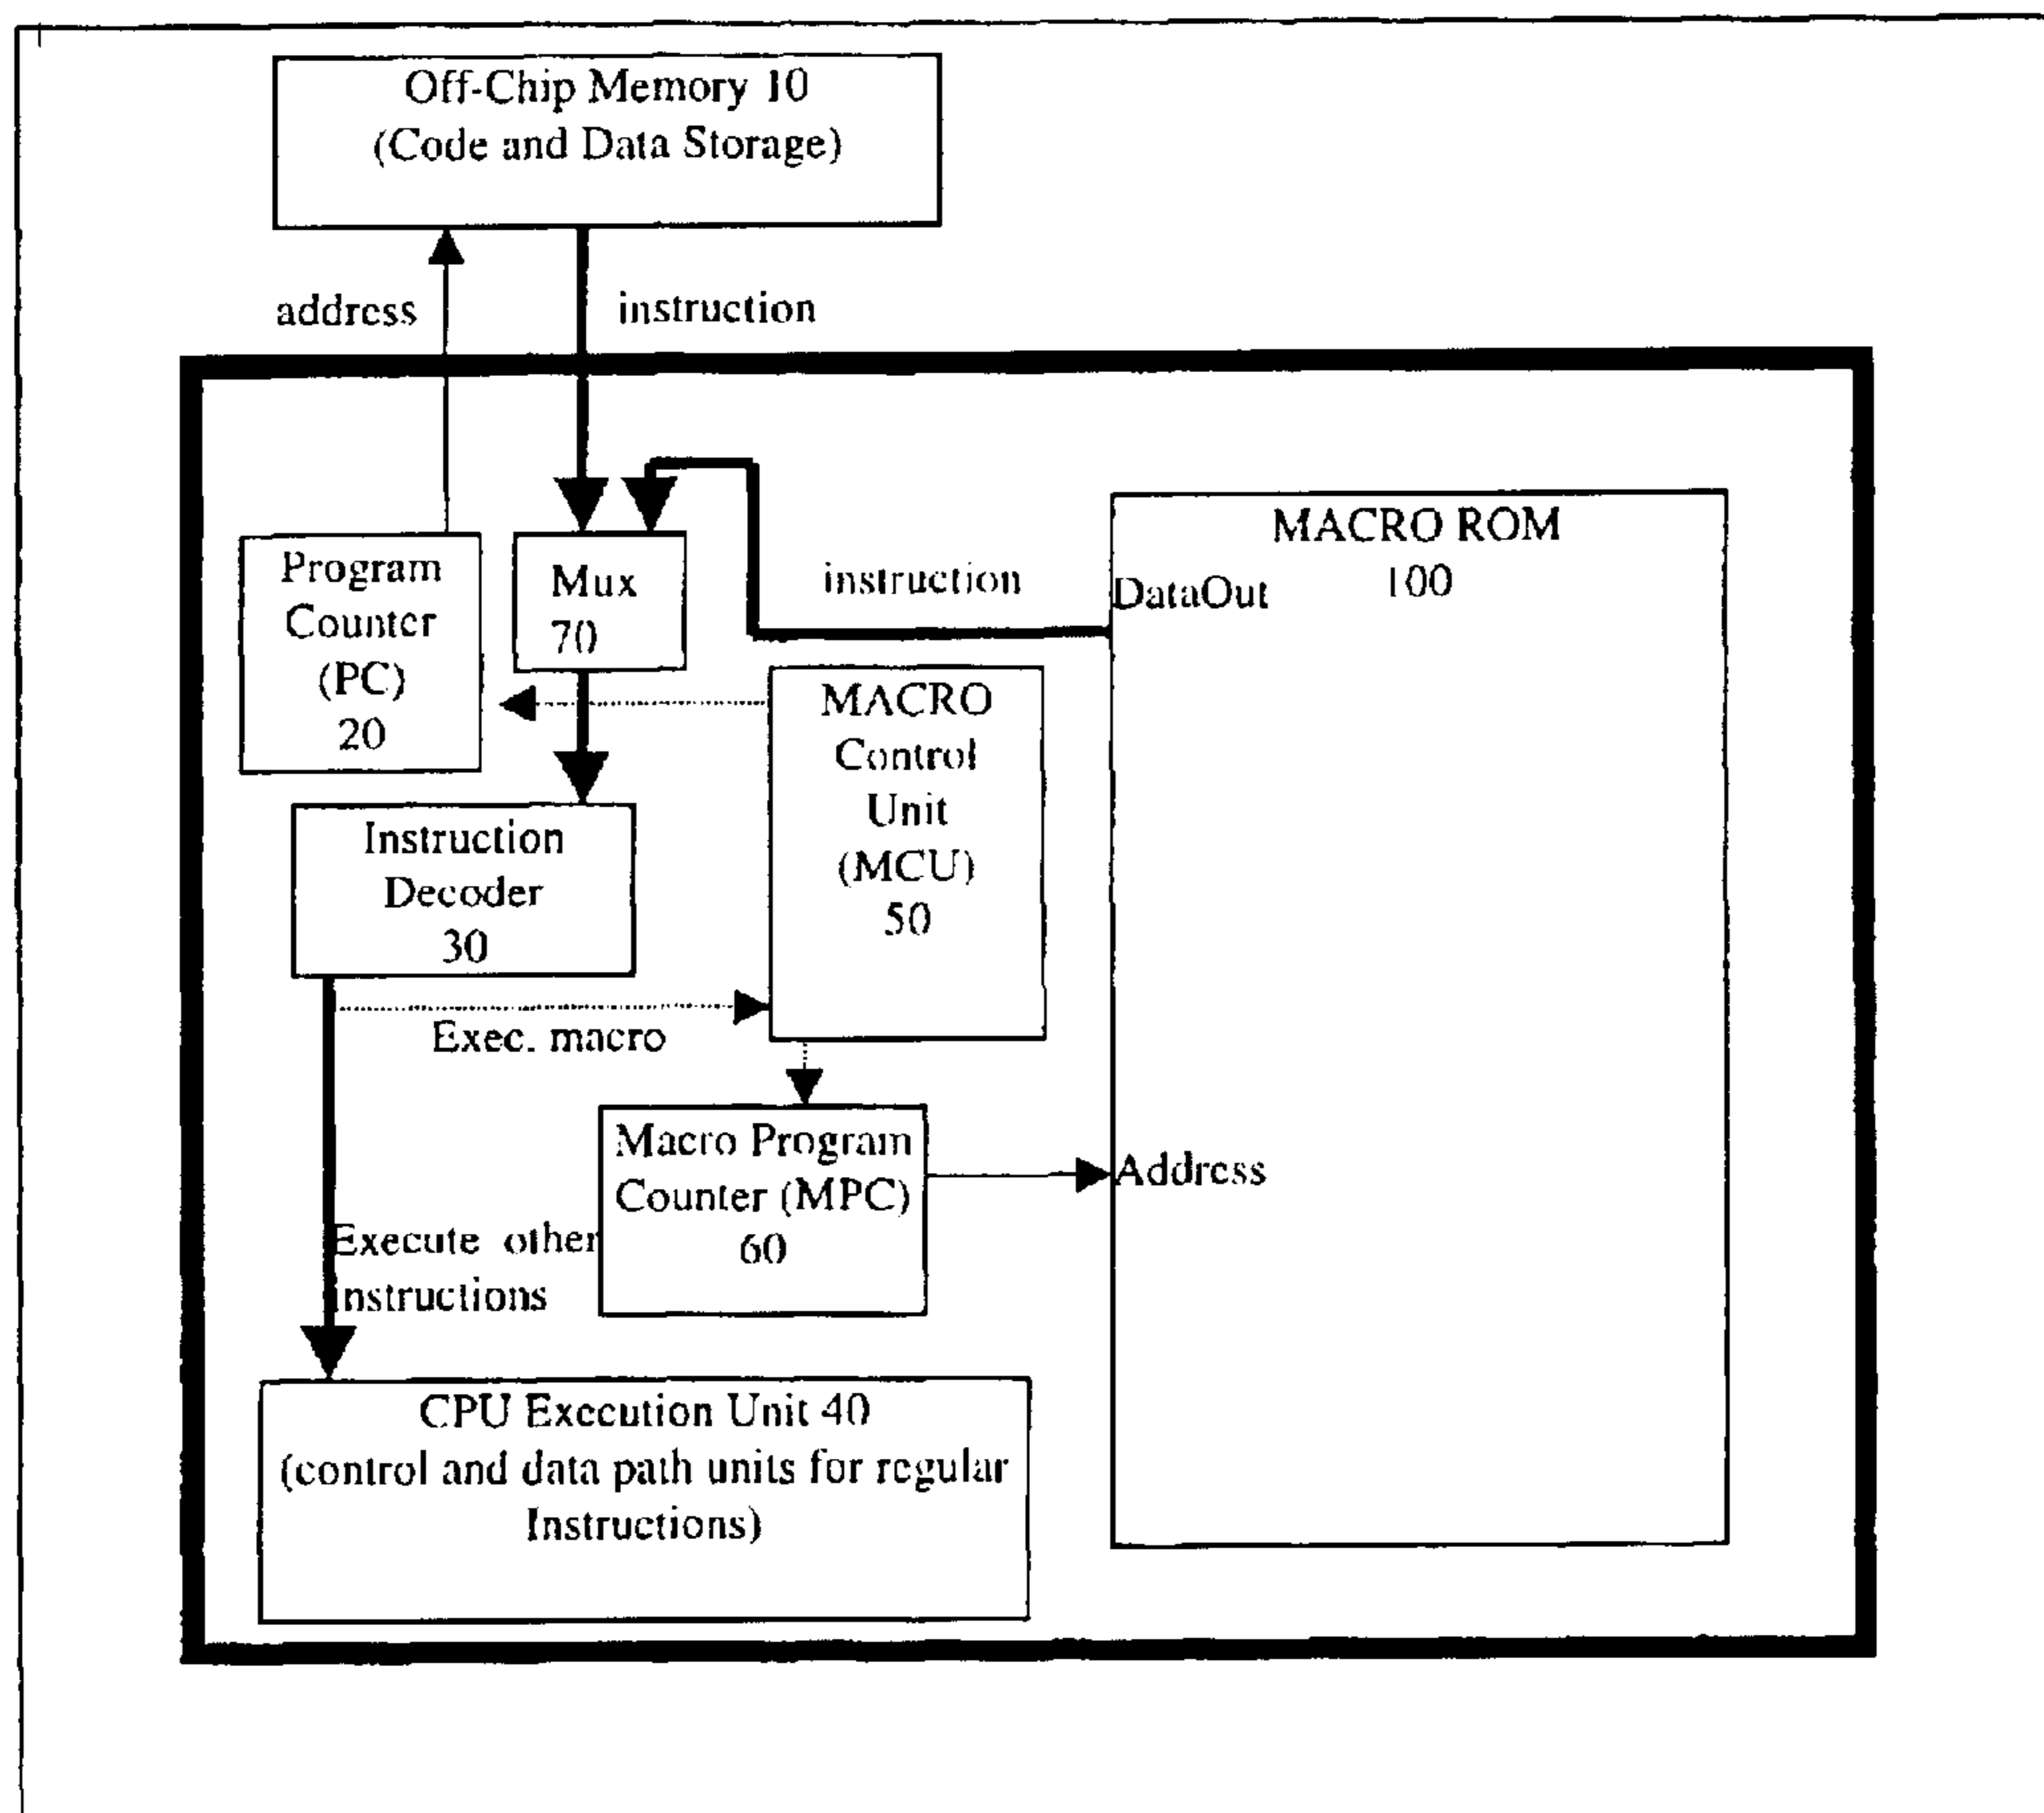 Off-Chip Memory 10
(Code and Data Storage)
address
instruction
Program
Counter
(PC)
20
Mux
70
instruction
MACRO ROM
100
DataOut
MACRO
Control
Unit
(MCU)
50
Instruction
Decoder
30
Exec. macro
Macro Program
Counter (MPC)
60
Address
Execute other
instructions
CPU Execution Unit 40
(control and data path units for regular
Instructions)